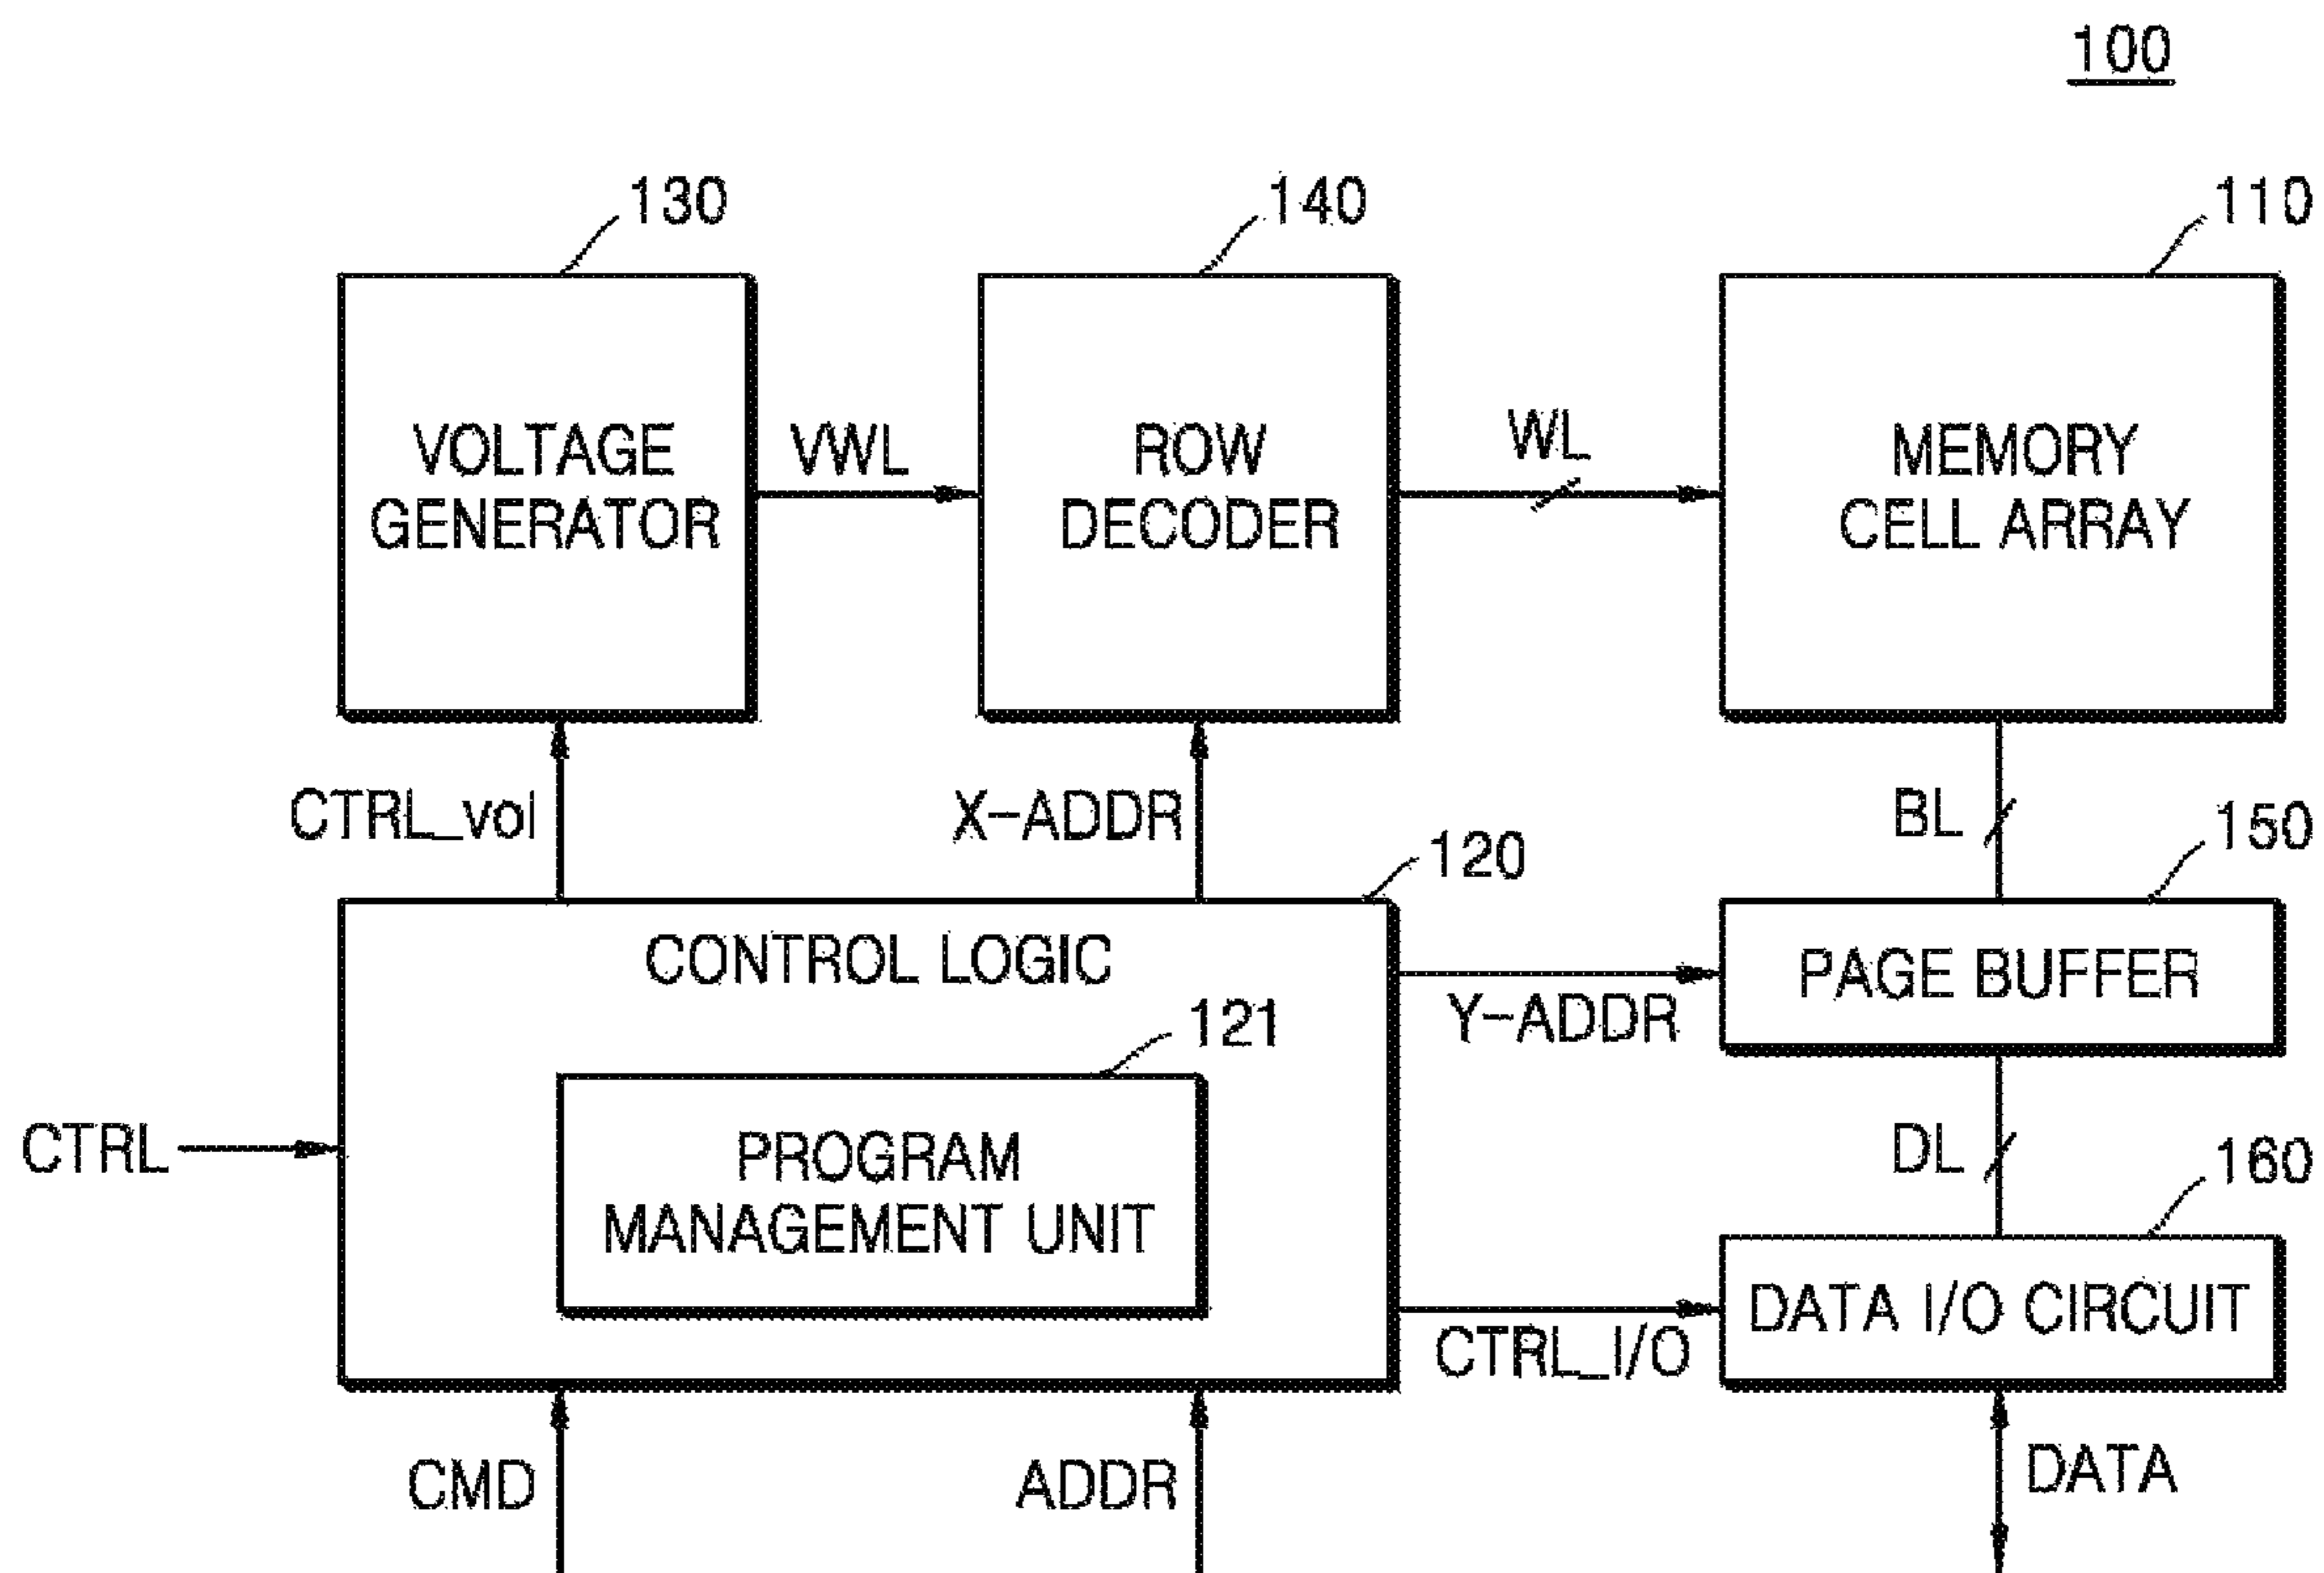 100
130
140
110
VOLTAGE
GENERATOR
VWL
ROW
DECODER
WL
MEMORY
CELL ARRAY
CTRL_vol
X-ADDR
BL
120
150
CONTROL LOGIC
PAGE BUFFER
Y-ADDR
121
CTRL
PROGRAM
MANAGEMENT UNIT
DL
160
DATA I/O CIRCUIT
CTRL_I/O
CMD
ADDR
DATA